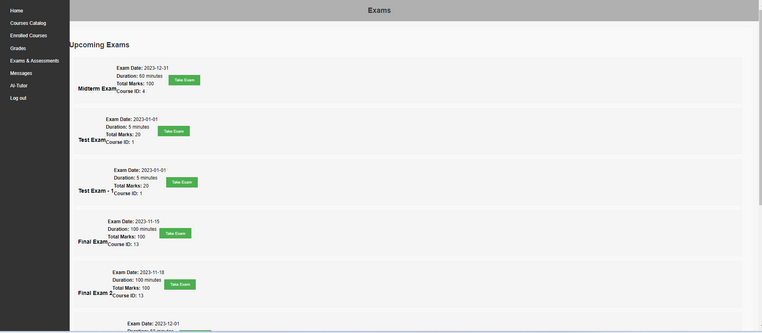 Exams
Home
Courses Catalog
Enrolled Courses
Grades
Exams & Assessments
Messages
AI-Tutor
Log out
Upcoming Exams
Midterm Exam
Exam Date: 2023-12-31
Duration: 60 minutes
Total Marks: 100
Course ID: 4
Take Exam
Test Exam
Exam Date: 2023-01-01
Duration: 5 minutes
Total Marks: 20
Course ID: 1
Take Exam
Test Exam - 1
Exam Date: 2023-01-01
Duration: 5 minutes
Total Marks: 20
Course ID: 1
Take Exam
Final Exam
Exam Date: 2023-11-15
Duration: 100 minutes
Total Marks: 100
Course ID: 13
Take Exam
Final Exam 2
Exam Date: 2023-11-18
Duration: 100 minutes
Total Marks: 100
Course ID: 13
Take Exam
Exam Date: 2023-12-01